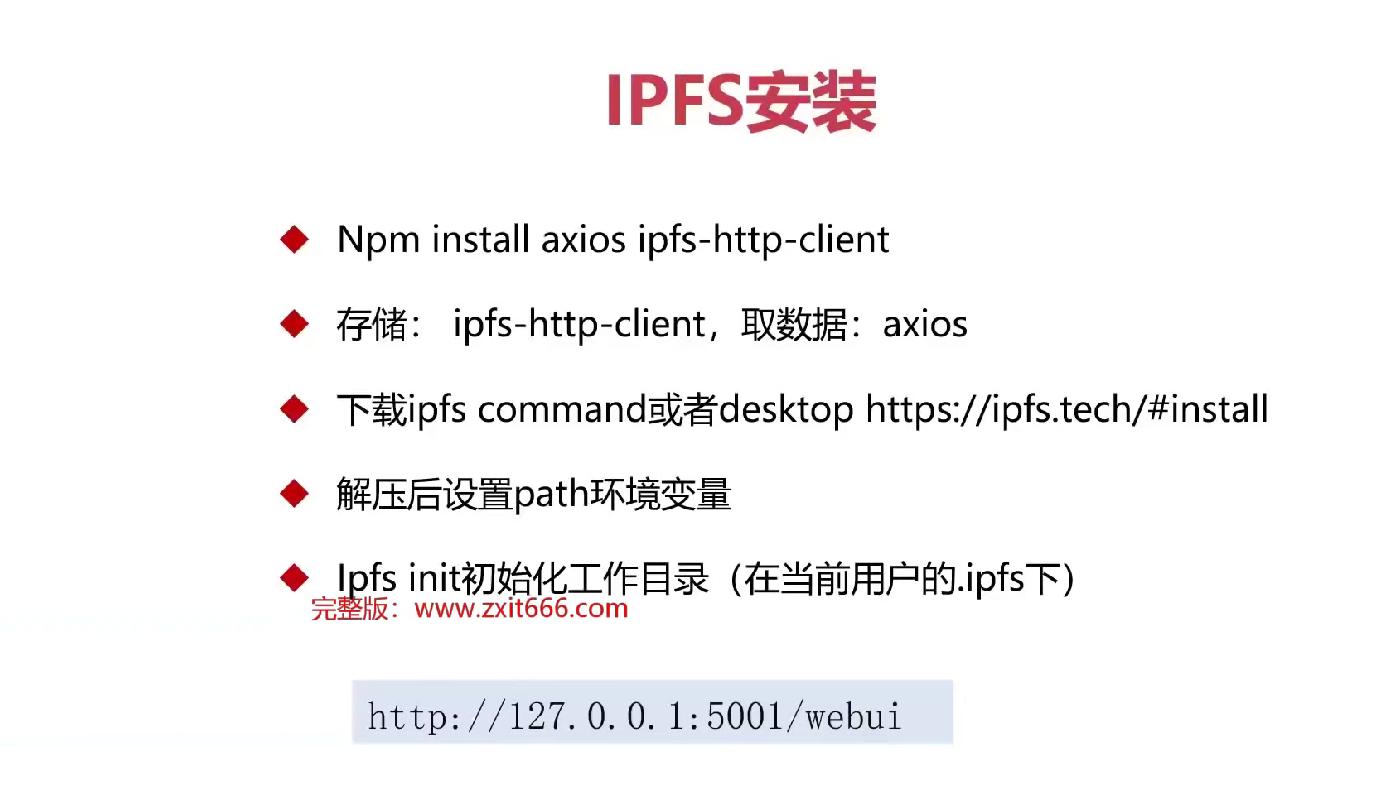 IPFS安装
Npm install axios ipfs-http-client
存储： ipfs-http-client，取数据：axios
下载ipfs command或者desktop https://ipfs.tech/#install
解压后设置path环境变量
Ipfs init初始化工作目录（在当前用户的.ipfs下）
完整版：www.zxit666.com
http://127.0.0.1:5001/webui